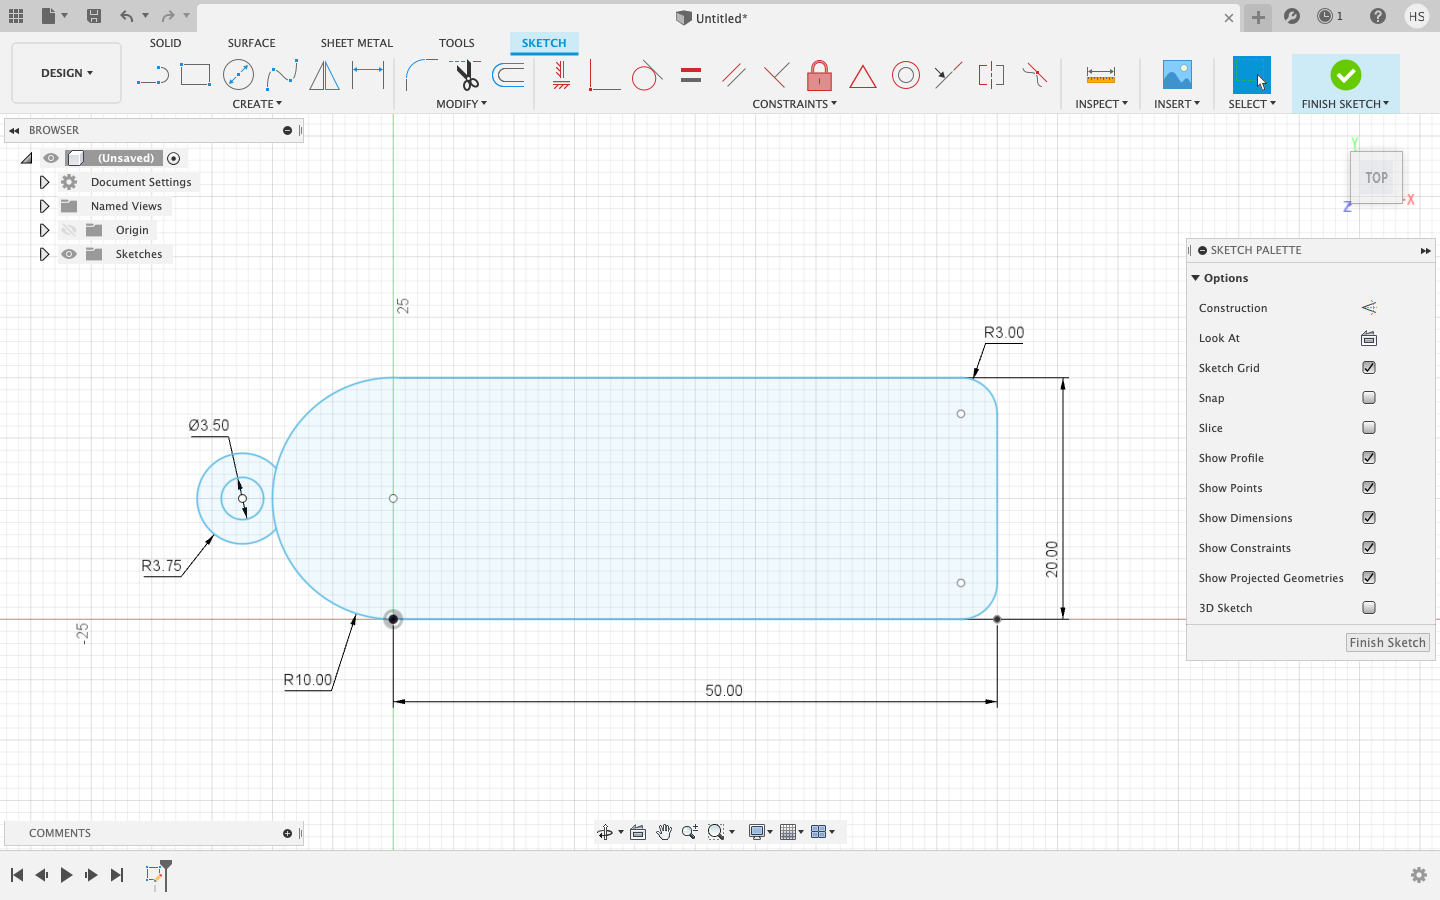 Untitled*
1
HS
DESIGN
SOLID
SURFACE
SHEET METAL
TOOLS
SKETCH
CREATE
MODIFY
CONSTRAINTS
INSPECT
INSERT
SELECT
FINISH SKETCH
BROWSER
(Unsaved)
Document Settings
Named Views
Origin
Sketches
Y
TOP
X
Z
SKETCH PALETTE
Options
Construction
Look At
Sketch Grid
Snap
Slice
Show Profile
Show Points
Show Dimensions
Show Constraints
Show Projected Geometries
3D Sketch
Finish Sketch
25
R3.00
Ø3.50
R3.75
20.00
-25
R10.00
50.00
COMMENTS